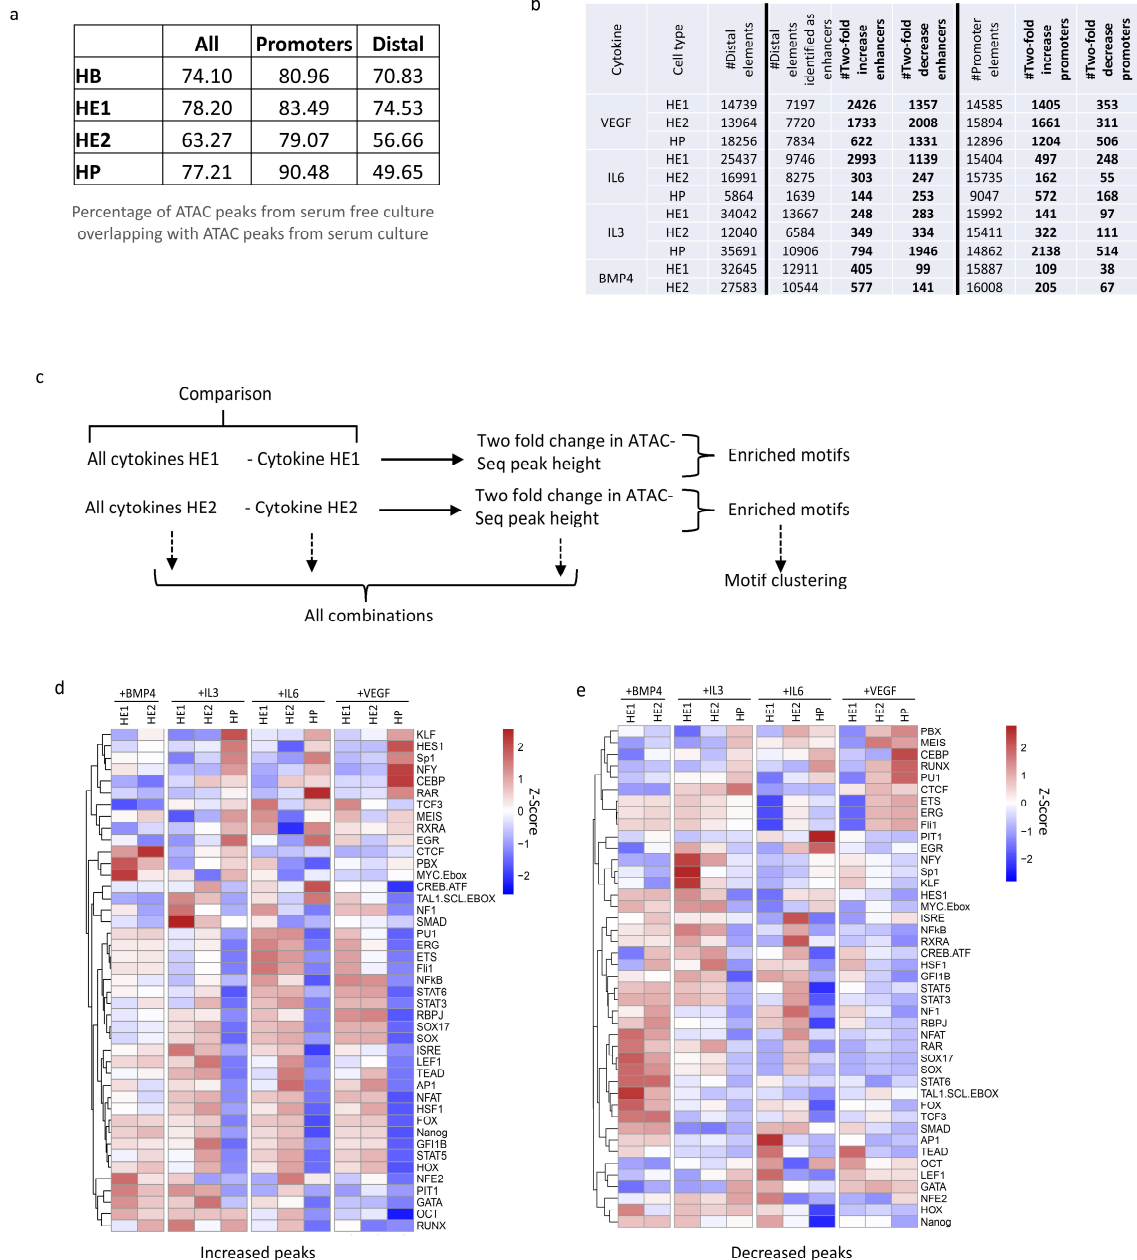 a
All Promoters Distal
HB 74.10 80.96 70.83
HE1 78.20 83.49 74.53
HE2 63.27 79.07 56.66
HP 77.21 90.48 49.65
Percentage of ATAC peaks from serum free culture
overlapping with ATAC peaks from serum culture
b
Cytokine
Cell type
#Distal elements
#Distal elements identified as enhancers
#Two-fold increase enhancers
#Two-fold decrease enhancers
#Promoter elements
#Two-fold increase promoters
#Two-fold decrease promoters
VEGF
HE1 14739 7197 2426 1357 14585 1405 353
HE2 13964 7720 1733 2008 15894 1661 311
HP 18256 7834 622 1331 12896 1204 506
IL6
HE1 25437 9746 2993 1139 15404 497 248
HE2 16991 8275 303 247 15735 162 55
HP 5864 1639 144 253 9047 572 168
IL3
HE1 34042 13667 248 283 15992 141 97
HE2 12040 6584 349 334 15411 322 111
HP 35691 10906 794 1946 14862 2138 514
BMP4
HE1 32645 12911 405 99 15887 109 38
HE2 27583 10544 577 141 16008 205 67
c
Comparison
All cytokines HE1 - Cytokine HE1
Two fold change in ATAC-
Seq peak height
Enriched motifs
All cytokines HE2 - Cytokine HE2
Two fold change in ATAC-
Seq peak height
Enriched motifs
Motif clustering
All combinations
d
+BMP4 +IL3 +IL6 +VEGF
HE1 HE2 HE1 HE2 HP HE1 HE2 HP HE1 HE2 HP
KLF
HES1
Sp1
NFY
CEBP
RAR
TCF3
MEIS
RXRA
EGR
CTCF
PBX
MYC.Ebox
CREB.ATF
TAL1.SCL.EBOX
NF1
SMAD
PU1
ERG
ETS
Fli1
NFkB
STAT6
STAT3
RBPJ
SOX17
SOX
ISRE
LEF1
TEAD
AP1
NFAT
HSF1
FOX
Nanog
GFI1B
STAT5
HOX
NFE2
PIT1
GATA
OCT
RUNX
2
1
0
−1
−2
Z-Score
Increased peaks
e
+BMP4 +IL3 +IL6 +VEGF
HE1 HE2 HE1 HE2 HP HE1 HE2 HP HE1 HE2 HP
PBX
MEIS
CEBP
RUNX
PU1
CTCF
ETS
ERG
Fli1
PIT1
EGR
NFY
Sp1
KLF
HES1
MYC.Ebox
ISRE
NFkB
RXRA
CREB.ATF
HSF1
GFI1B
STAT5
STAT3
NF1
RBPJ
NFAT
RAR
SOX17
SOX
STAT6
TAL1.SCL.EBOX
FOX
TCF3
SMAD
AP1
TEAD
OCT
LEF1
GATA
NFE2
HOX
Nanog
2
1
0
−1
−2
Z-Score
Decreased peaks